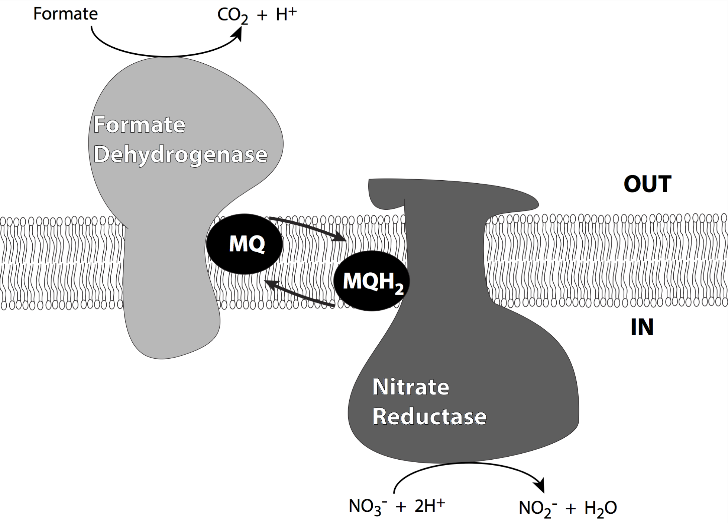 Formate
CO₂ + H⁺
Formate
Dehydrogenase
OUT
MQ
MQH₂
IN
Nitrate
Reductase
NO₃⁻ + 2H⁺
NO₂⁻ + H₂O